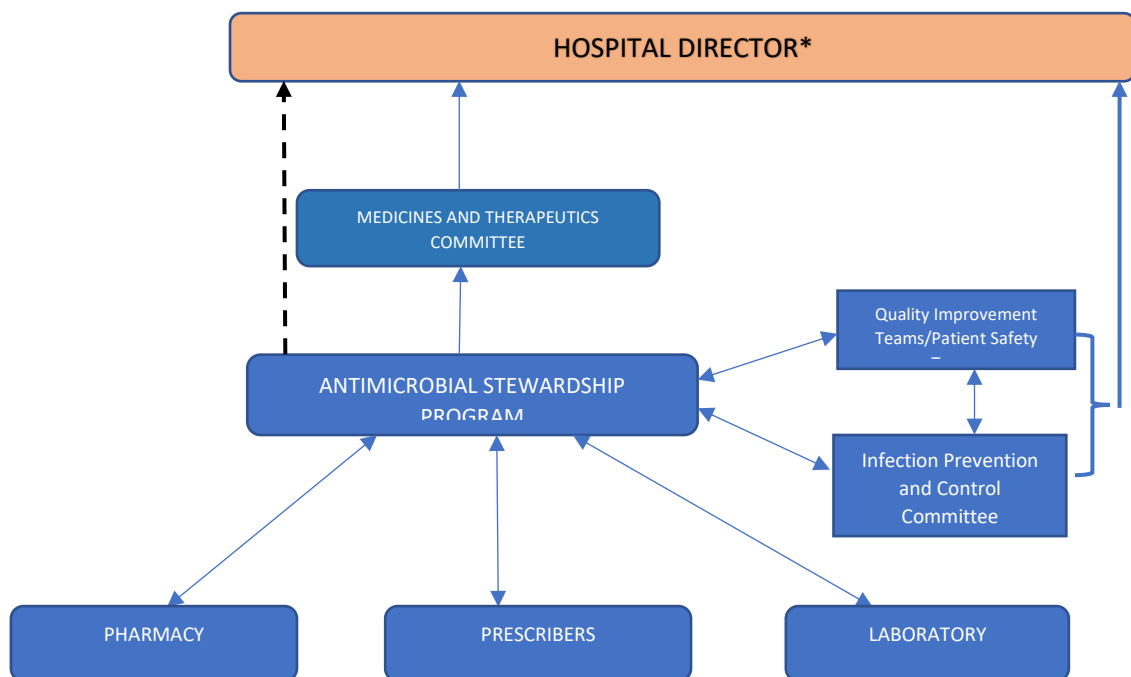 HOSPITAL DIRECTOR*
MEDICINES AND THERAPEUTICS
COMMITTEE
Quality Improvement
Teams/Patient Safety
ANTIMICROBIAL STEWARDSHIP
PROGRAM
Infection Prevention
and Control
Committee
PHARMACY
PRESCRIBERS
LABORATORY